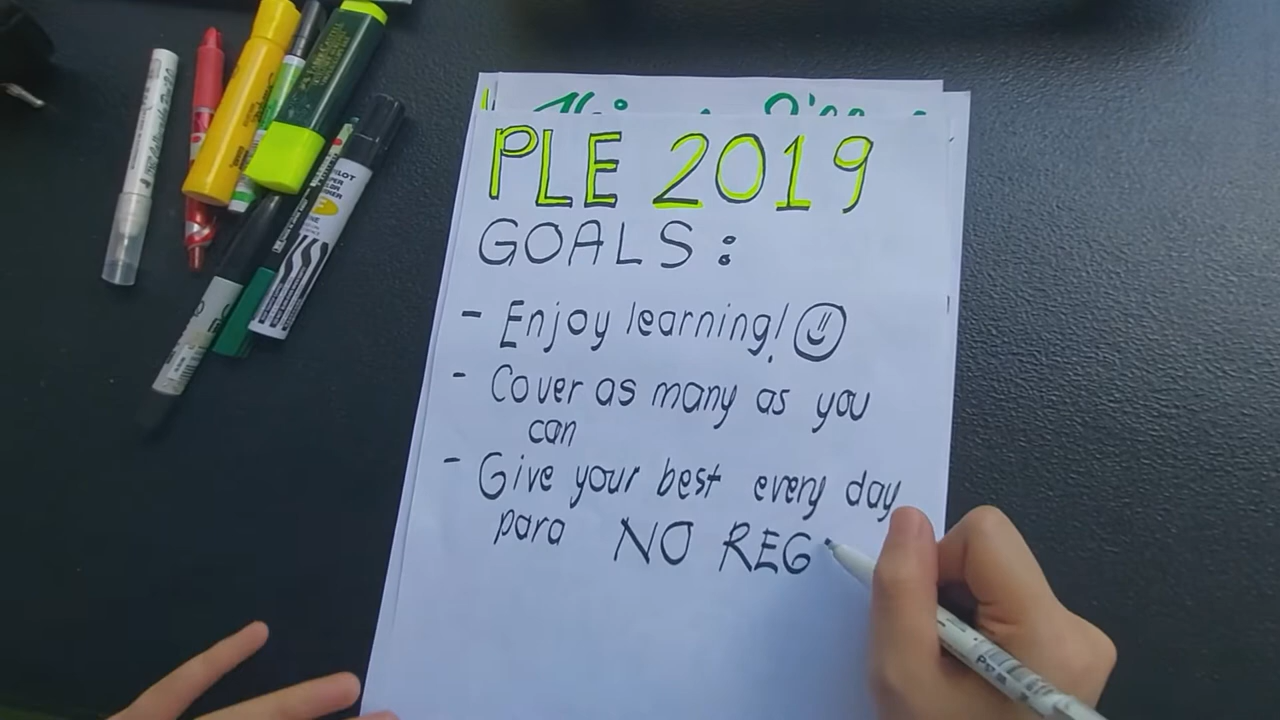 PLE 2019
GOALS:
- Enjoy learning!
- Cover as many as you
can
- Give your best every day
para NO REG
PILOT